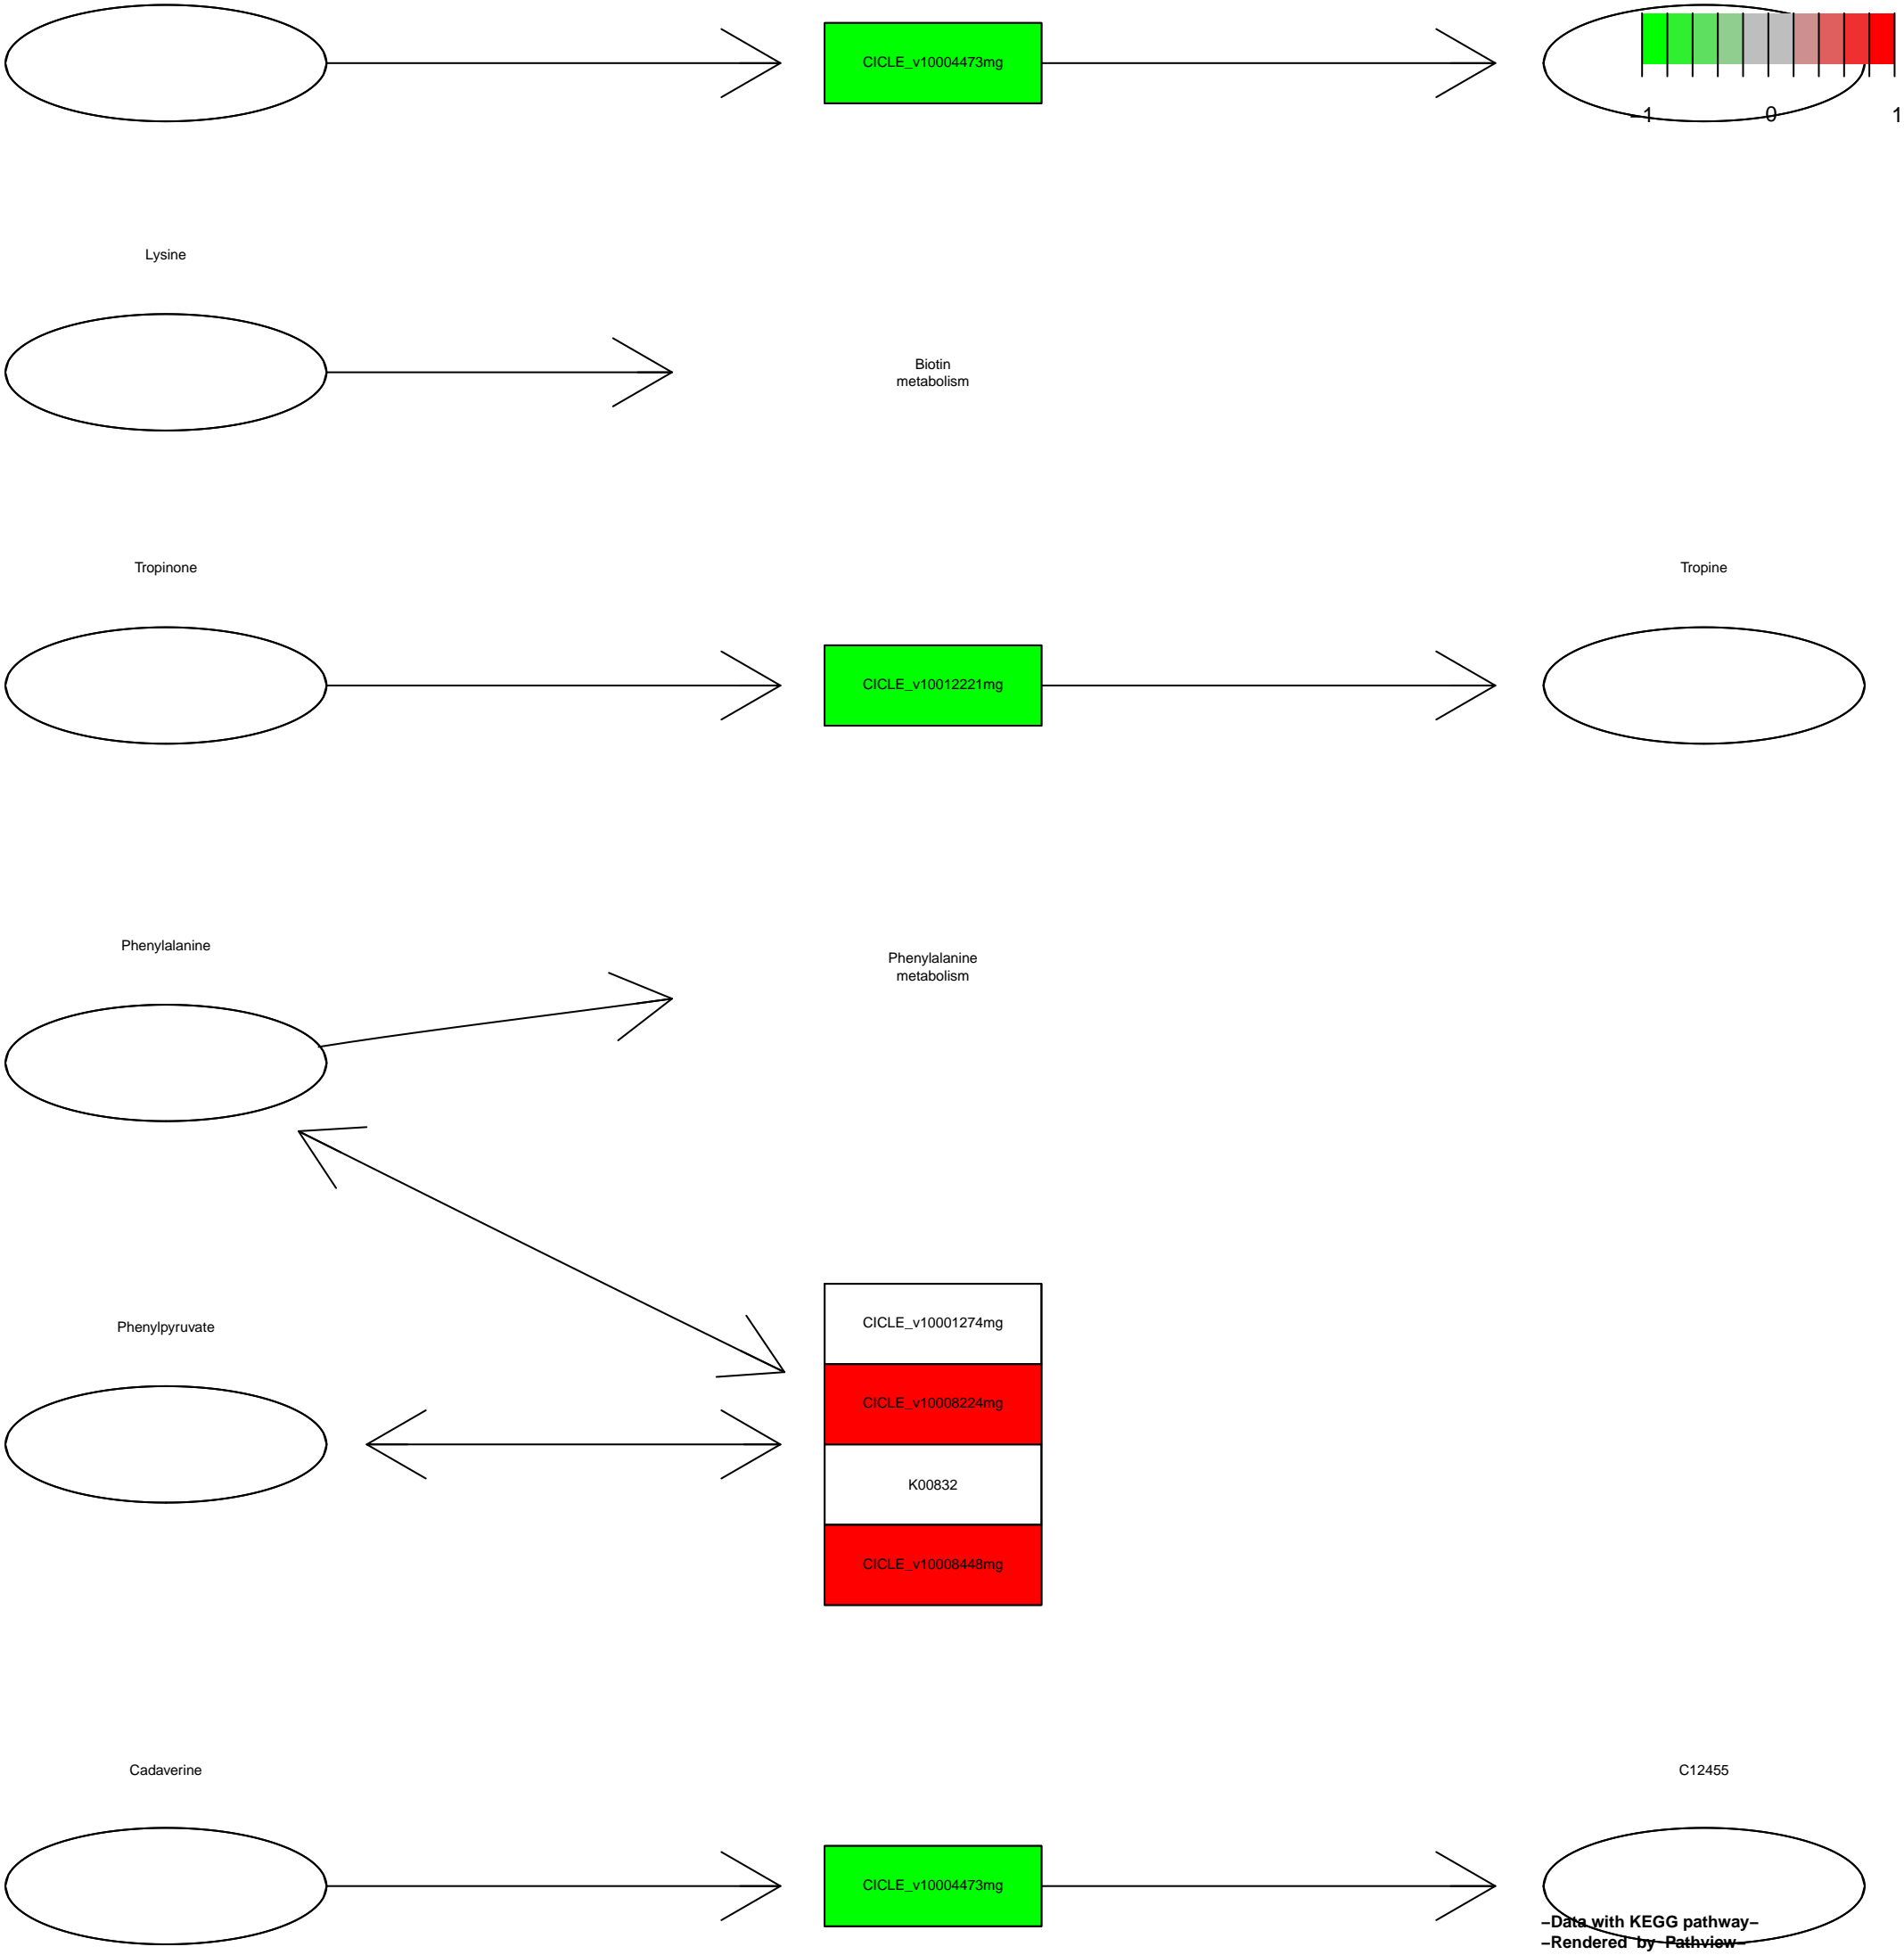 CICLE_v10004473mg
−1 0 1
Lysine
Biotin
metabolism
Tropinone
Tropine
CICLE_v10012221mg
Phenylalanine
Phenylalanine
metabolism
Phenylpyruvate
CICLE_v10001274mg
CICLE_v10008224mg
K00832
CICLE_v10008448mg
Cadaverine
C12455
CICLE_v10004473mg
−Data with KEGG pathway−
−Rendered by Pathview−